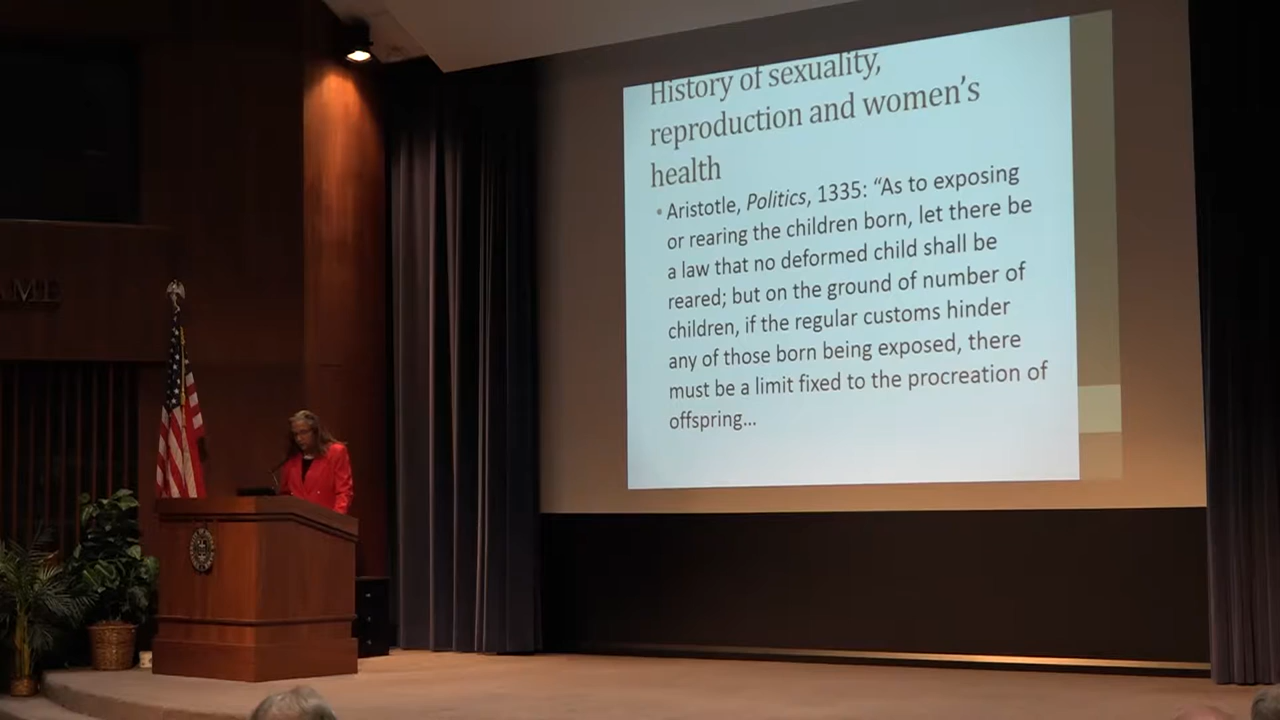 History of sexuality,
reproduction and women's
health
• Aristotle, Politics, 1335: “As to exposing
or rearing the children born, let there be
a law that no deformed child shall be
reared; but on the ground of number of
children, if the regular customs hinder
any of those born being exposed, there
must be a limit fixed to the procreation of
offspring...